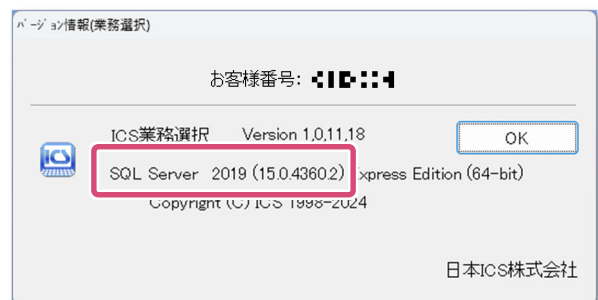 バージョン情報(業務選択)
お客様番号:
ICS
ICS業務選択 Version 1,0,11,18
OK
SQL Server 2019 (15.0.4360.2) Express Edition (64-bit)
Copyright (C) ICS 1998-2024
日本ICS株式会社